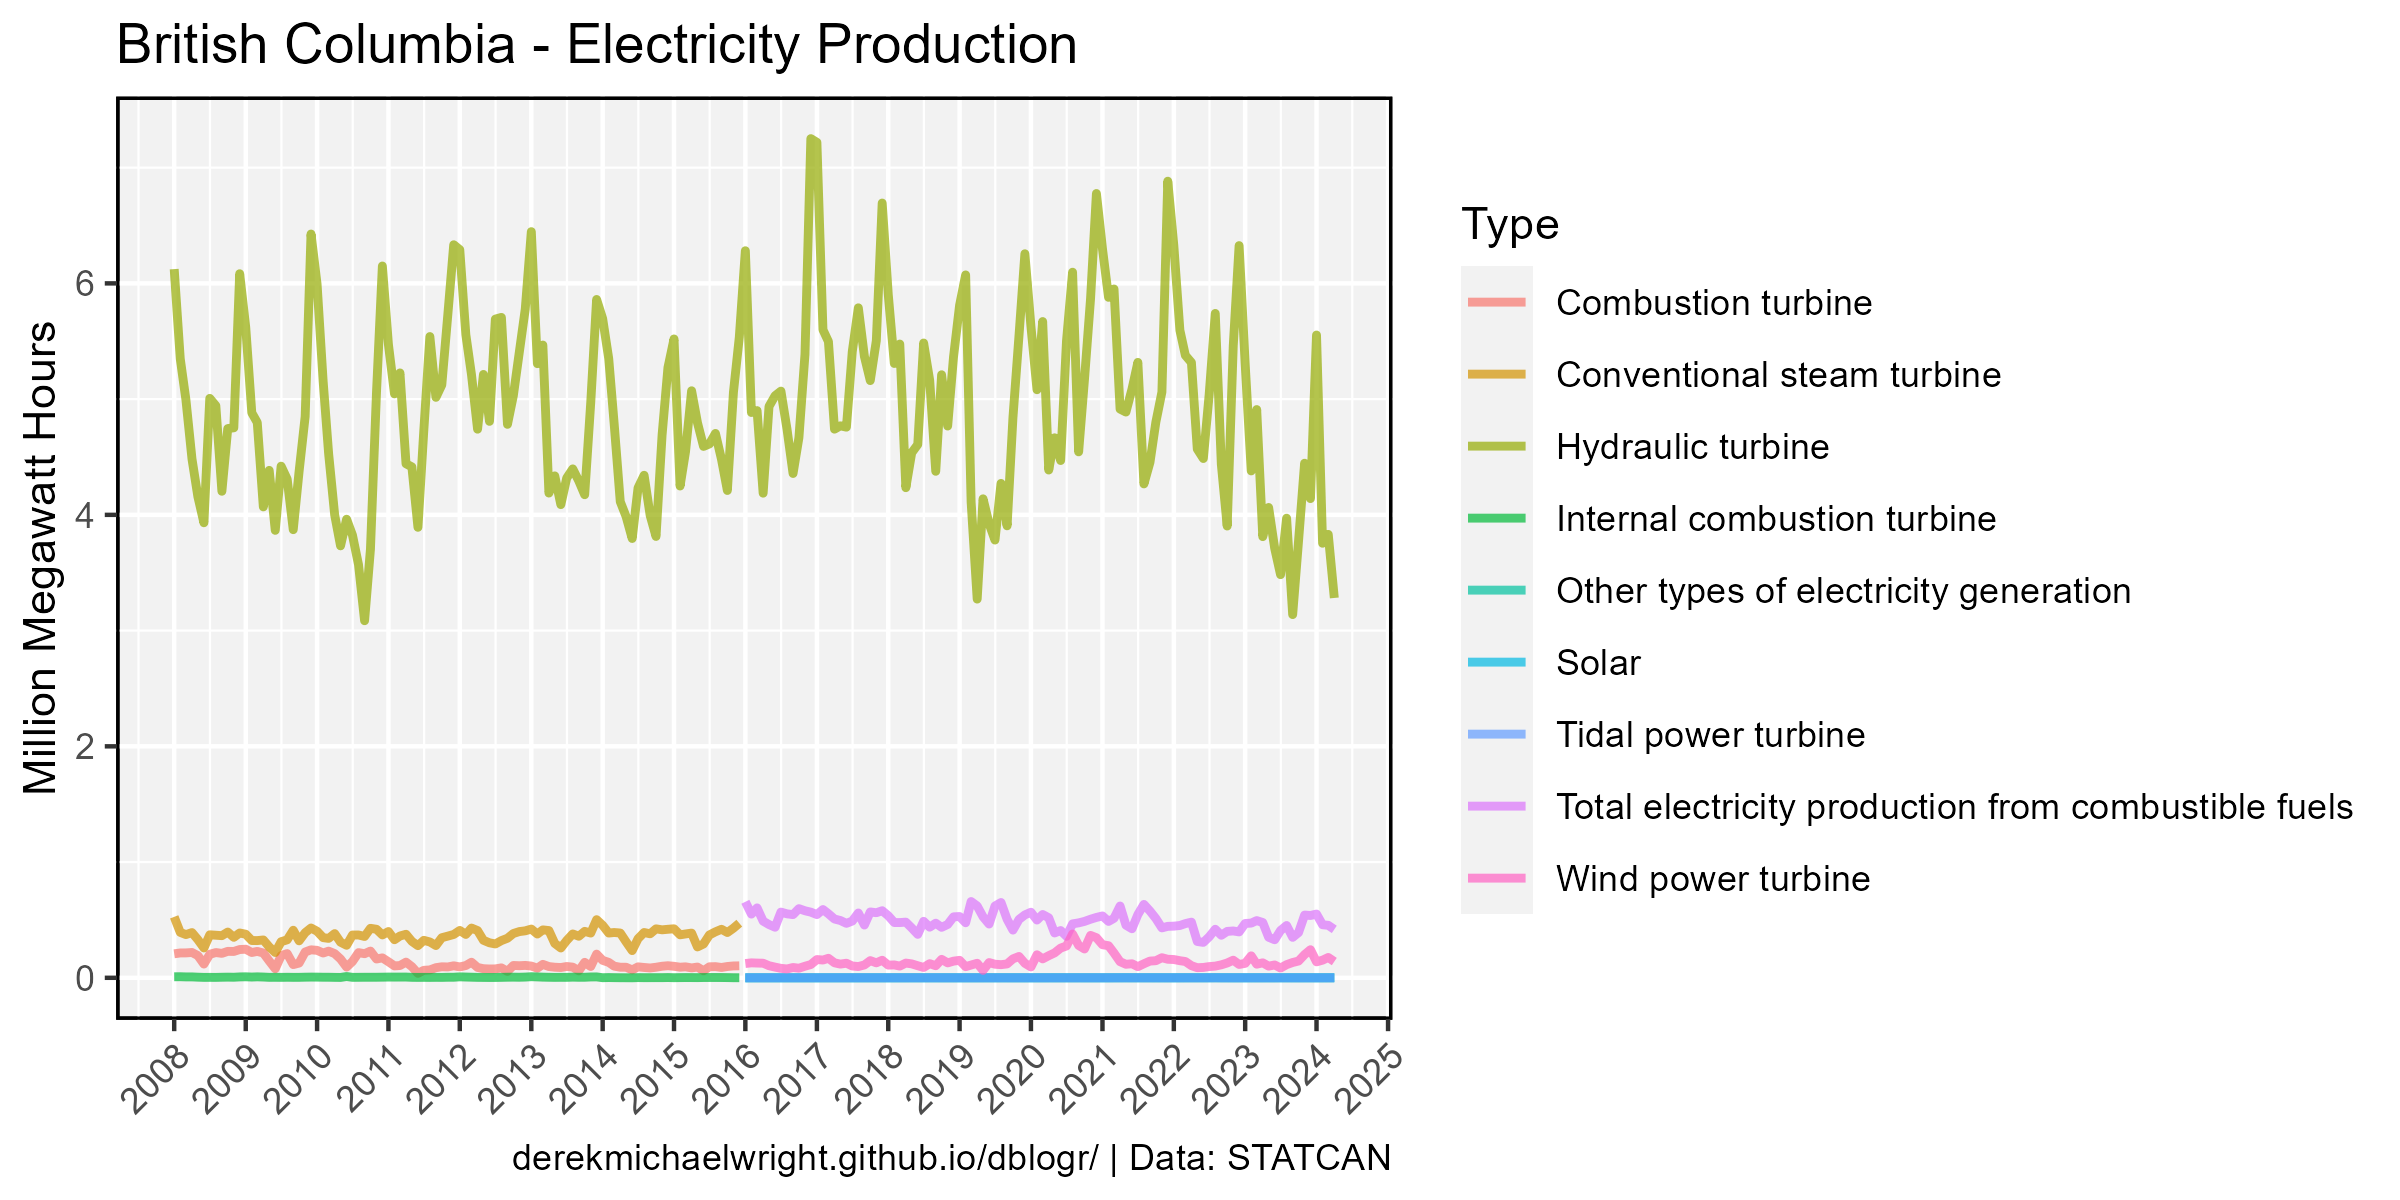 British Columbia - Electricity Production
Million Megawatt Hours
6
4
2
0
2008
2009
2010
2011
2012
2013
2014
2015
2016
2017
2018
2019
2020
2021
2022
2023
2024
2025
Type
Combustion turbine
Conventional steam turbine
Hydraulic turbine
Internal combustion turbine
Other types of electricity generation
Solar
Tidal power turbine
Total electricity production from combustible fuels
Wind power turbine
derekmichaelwright.github.io/dblogr/ | Data: STATCAN